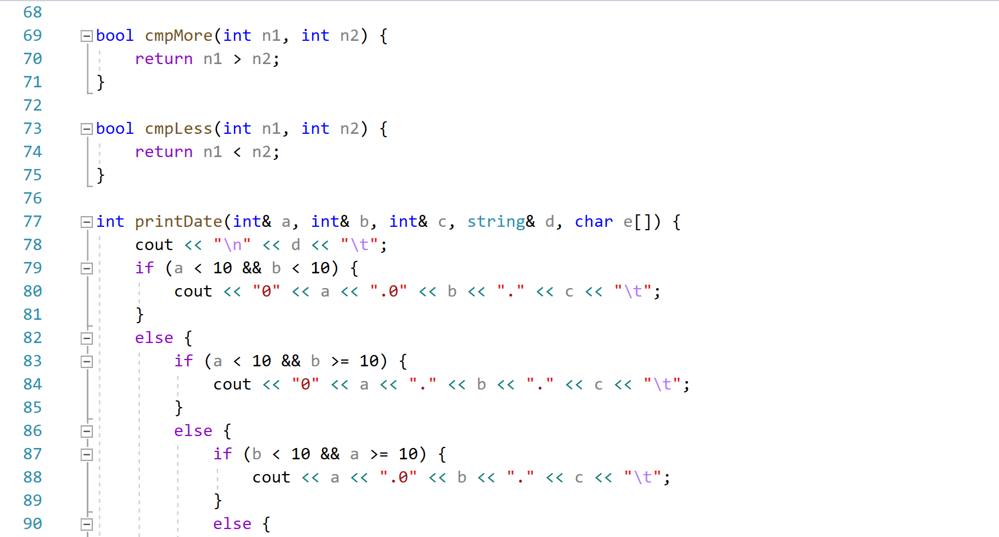 68
69 bool cmpMore(int n1, int n2) {
70 return n1 > n2;
71 }
72
73 bool cmpLess(int n1, int n2) {
74 return n1 < n2;
75 }
76
77 int printDate(int& a, int& b, int& c, string& d, char e[]) {
78 cout << "\n" << d << "\t";
79 if (a < 10 && b < 10) {
80 cout << "0" << a << ".0" << b << "." << c << "\t";
81 }
82 else {
83 if (a < 10 && b >= 10) {
84 cout << "0" << a << "." << b << "." << c << "\t";
85 }
86 else {
87 if (b < 10 && a >= 10) {
88 cout << a << ".0" << b << "." << c << "\t";
89 }
90 else {